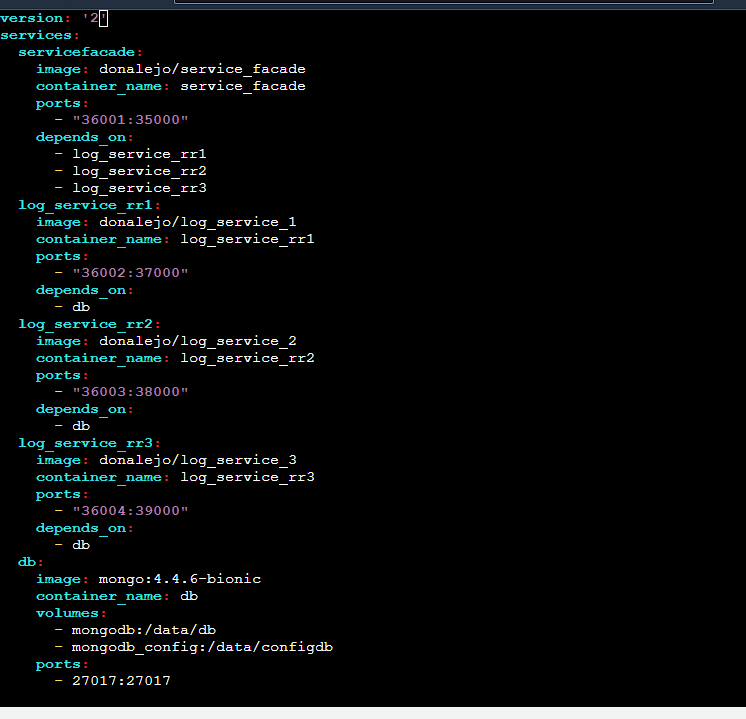 version: '2'
services:
  servicefacade:
    image: donalejo/service_facade
    container_name: service_facade
    ports:
      - "36001:35000"
    depends_on:
      - log_service_rr1
      - log_service_rr2
      - log_service_rr3
  log_service_rr1:
    image: donalejo/log_service_1
    container_name: log_service_rr1
    ports:
      - "36002:37000"
    depends_on:
      - db
  log_service_rr2:
    image: donalejo/log_service_2
    container_name: log_service_rr2
    ports:
      - "36003:38000"
    depends_on:
      - db
  log_service_rr3:
    image: donalejo/log_service_3
    container_name: log_service_rr3
    ports:
      - "36004:39000"
    depends_on:
      - db
  db:
    image: mongo:4.4.6-bionic
    container_name: db
    volumes:
      - mongodb:/data/db
      - mongodb_config:/data/configdb
    ports:
      - 27017:27017